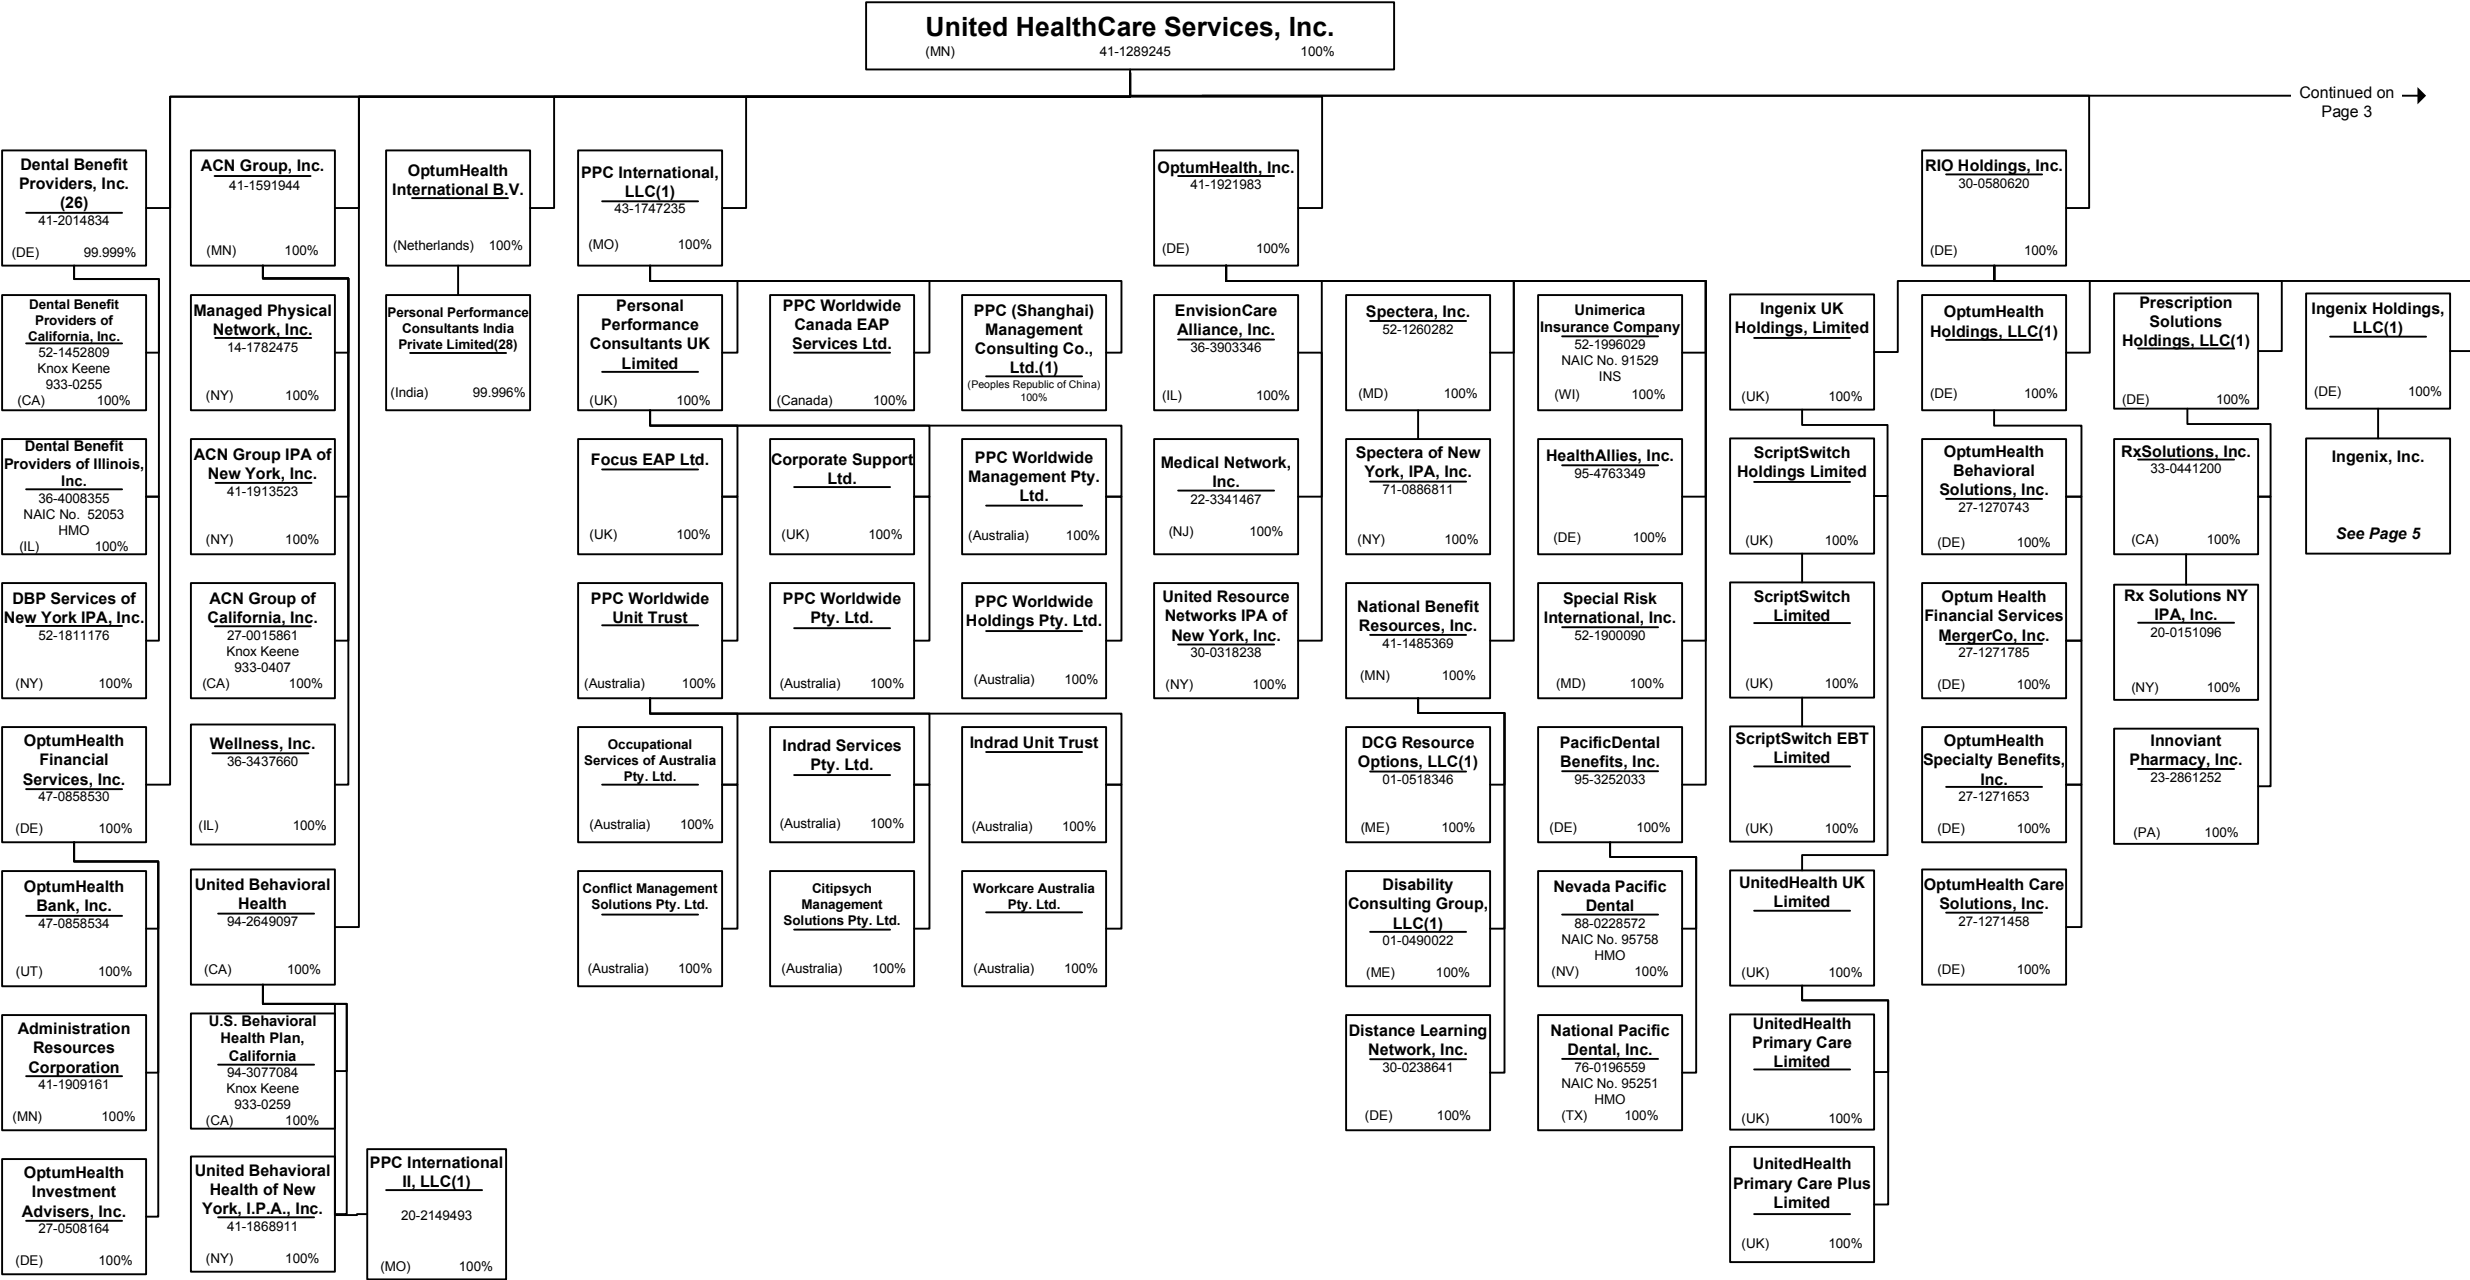 United HealthCare Services, Inc.
(MN) 41-1289245 100%
Continued on
Page 3
Dental Benefit
Providers, Inc.
(26)
41-2014834
(DE) 99.999%
Dental Benefit
Providers of
California, Inc.
52-1452809
Knox Keene
933-0255
(CA) 100%
Dental Benefit
Providers of Illinois,
Inc.
36-4008355
NAIC No. 52053
HMO
(IL) 100%
DBP Services of
New York IPA, Inc.
52-1811176
(NY) 100%
OptumHealth
Financial
Services, Inc.
47-0858530
(DE) 100%
OptumHealth
Bank, Inc.
47-0858534
(UT) 100%
Administration
Resources
Corporation
41-1909161
(MN) 100%
OptumHealth
Investment
Advisers, Inc.
27-0508164
(DE) 100%
ACN Group, Inc.
41-1591944
(MN) 100%
Managed Physical
Network, Inc.
14-1782475
(NY) 100%
ACN Group IPA of
New York, Inc.
41-1913523
(NY) 100%
ACN Group of
California, Inc.
27-0015861
Knox Keene
933-0407
(CA) 100%
Wellness, Inc.
36-3437660
(IL) 100%
United Behavioral
Health
94-2649097
(CA) 100%
U.S. Behavioral
Health Plan,
California
94-3077084
Knox Keene
933-0259
(CA) 100%
United Behavioral
Health of New
York, I.P.A., Inc.
41-1868911
(NY) 100%
PPC International
II, LLC(1)
20-2149493
(MO) 100%
OptumHealth
International B.V.
(Netherlands) 100%
Personal Performance
Consultants India
Private Limited(28)
(India) 99.996%
PPC International,
LLC(1)
43-1747235
(MO) 100%
Personal
Performance
Consultants UK
Limited
(UK) 100%
PPC Worldwide
Canada EAP
Services Ltd.
(Canada) 100%
PPC (Shanghai)
Management
Consulting Co.,
Ltd.(1)
(Peoples Republic of China)
100%
Focus EAP Ltd.
(UK) 100%
Corporate Support
Ltd.
(UK) 100%
PPC Worldwide
Management Pty.
Ltd.
(Australia) 100%
PPC Worldwide
Unit Trust
(Australia) 100%
PPC Worldwide
Pty. Ltd.
(Australia) 100%
PPC Worldwide
Holdings Pty. Ltd.
(Australia) 100%
Occupational
Services of Australia
Pty. Ltd.
(Australia) 100%
Indrad Services
Pty. Ltd.
(Australia) 100%
Indrad Unit Trust
(Australia) 100%
Conflict Management
Solutions Pty. Ltd.
(Australia) 100%
Citipsych
Management
Solutions Pty. Ltd.
(Australia) 100%
Workcare Australia
Pty. Ltd.
(Australia) 100%
OptumHealth, Inc.
41-1921983
(DE) 100%
EnvisionCare
Alliance, Inc.
36-3903346
(IL) 100%
Medical Network,
Inc.
22-3341467
(NJ) 100%
United Resource
Networks IPA of
New York, Inc.
30-0318238
(NY) 100%
Spectera, Inc.
52-1260282
(MD) 100%
Spectera of New
York, IPA, Inc.
71-0886811
(NY) 100%
National Benefit
Resources, Inc.
41-1485369
(MN) 100%
DCG Resource
Options, LLC(1)
01-0518346
(ME) 100%
Disability
Consulting Group,
LLC(1)
01-0490022
(ME) 100%
Distance Learning
Network, Inc.
30-0238641
(DE) 100%
Unimerica
Insurance Company
52-1996029
NAIC No. 91529
INS
(WI) 100%
HealthAllies, Inc.
95-4763349
(DE) 100%
Special Risk
International, Inc.
52-1900090
(MD) 100%
PacificDental
Benefits, Inc.
95-3252033
(DE) 100%
Nevada Pacific
Dental
88-0228572
NAIC No. 95758
HMO
(NV) 100%
National Pacific
Dental, Inc.
76-0196559
NAIC No. 95251
HMO
(TX) 100%
RIO Holdings, Inc.
30-0580620
(DE) 100%
Ingenix UK
Holdings, Limited
(UK) 100%
ScriptSwitch
Holdings Limited
(UK) 100%
ScriptSwitch
Limited
(UK) 100%
ScriptSwitch EBT
Limited
(UK) 100%
UnitedHealth UK
Limited
(UK) 100%
UnitedHealth
Primary Care
Limited
(UK) 100%
UnitedHealth
Primary Care Plus
Limited
(UK) 100%
OptumHealth
Holdings, LLC(1)
(DE) 100%
OptumHealth
Behavioral
Solutions, Inc.
27-1270743
(DE) 100%
Optum Health
Financial Services
MergerCo, Inc.
27-1271785
(DE) 100%
OptumHealth
Specialty Benefits,
Inc.
27-1271653
(DE) 100%
OptumHealth Care
Solutions, Inc.
27-1271458
(DE) 100%
Prescription
Solutions
Holdings, LLC(1)
(DE) 100%
RxSolutions, Inc.
33-0441200
(CA) 100%
Rx Solutions NY
IPA, Inc.
20-0151096
(NY) 100%
Innoviant
Pharmacy, Inc.
23-2861252
(PA) 100%
Ingenix Holdings,
LLC(1)
(DE) 100%
Ingenix, Inc.
See Page 5